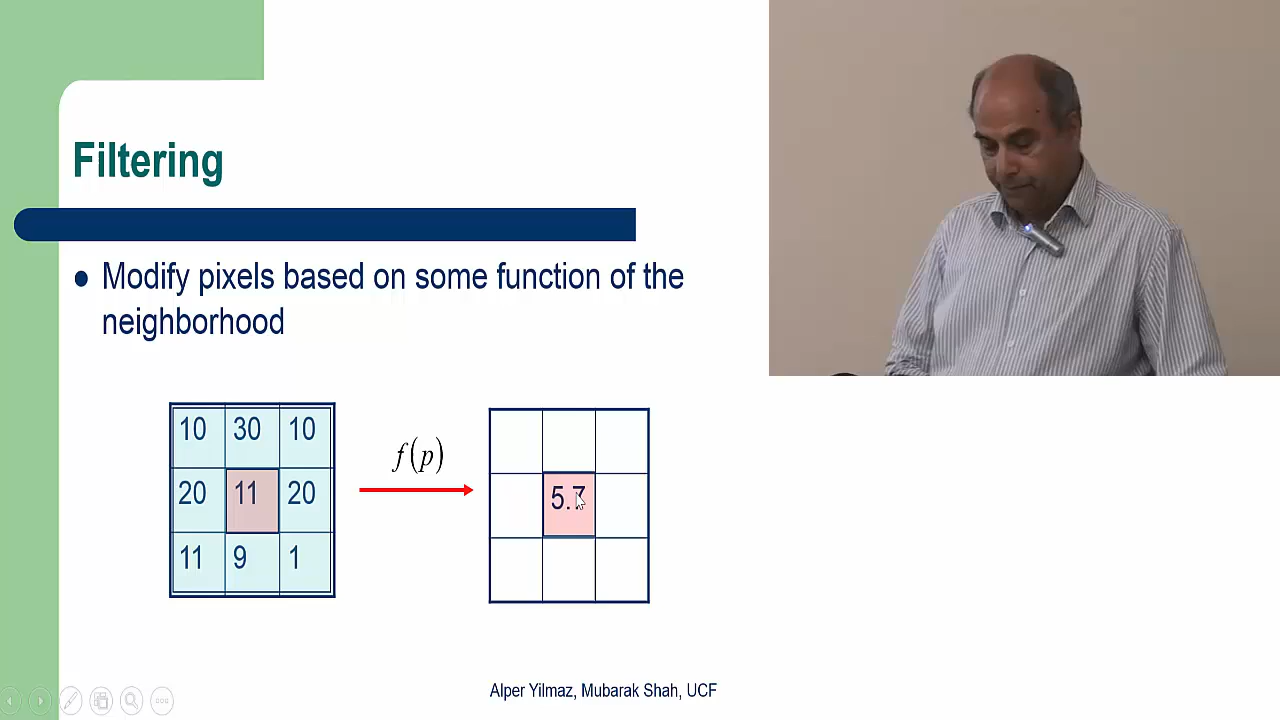 Filtering
Modify pixels based on some function of the
neighborhood
10 30 10
f(p)
20 11 20
5.7
11 9 1
Alper Yilmaz, Mubarak Shah, UCF